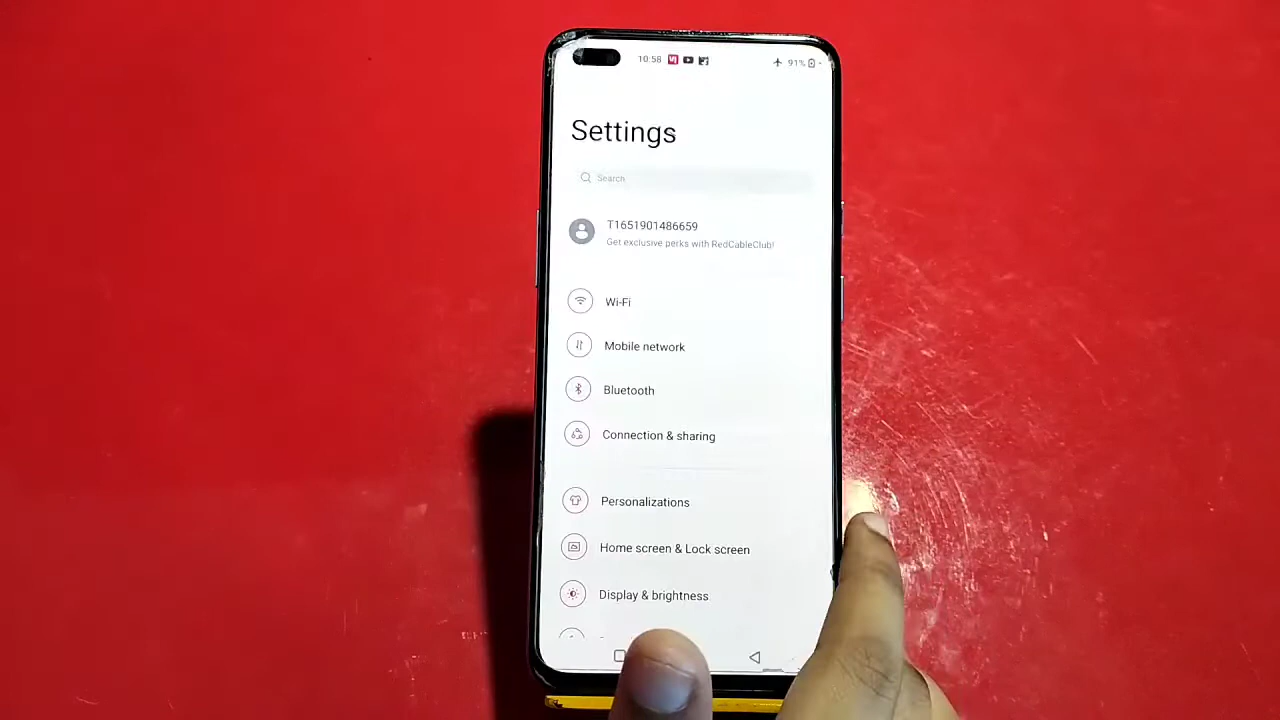 10:58
91%
Settings
Search
T1651901486659
Get exclusive perks with RedCableClub!
Wi-Fi
Mobile network
Bluetooth
Connection & sharing
Personalizations
Home screen & Lock screen
Display & brightness